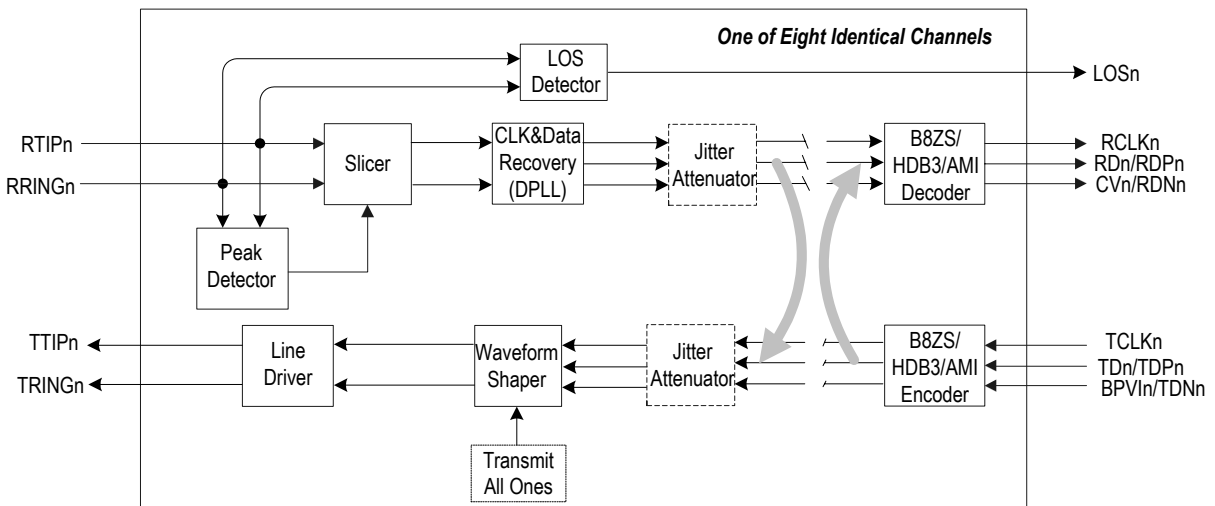 One of Eight Identical Channels
LOS
Detector
LOSn
RTIPn
RRINGn
Slicer
CLK&Data
Recovery
(DPLL)
Jitter
Attenuator
B8ZS/
HDB3/AMI
Decoder
RCLKn
RDn/RDPn
CVn/RDNn
Peak
Detector
TTIPn
TRINGn
Line
Driver
Waveform
Shaper
Jitter
Attenuator
B8ZS/
HDB3/AMI
Encoder
TCLKn
TDn/TDPn
BPVIn/TDNn
Transmit
All Ones